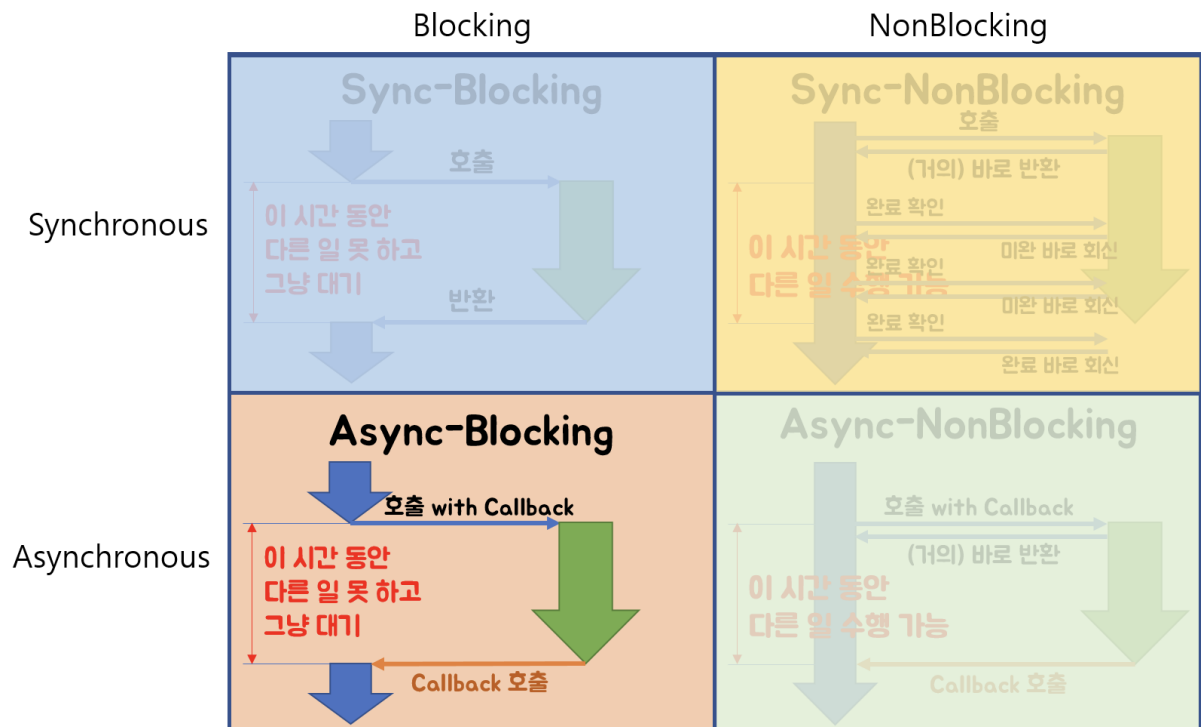 Blocking
NonBlocking
Synchronous
Sync-Blocking
호출
이 시간 동안
다른 일 못 하고
그냥 대기
반환
Sync-NonBlocking
호출
(거의) 바로 반환
완료 확인
미완 바로 회신
이 시간 동안
다른 일 수행 가능
완료 확인
미완 바로 회신
완료 확인
완료 바로 회신
Asynchronous
Async-Blocking
호출 with Callback
이 시간 동안
다른 일 못 하고
그냥 대기
Callback 호출
Async-NonBlocking
호출 with Callback
(거의) 바로 반환
이 시간 동안
다른 일 수행 가능
Callback 호출